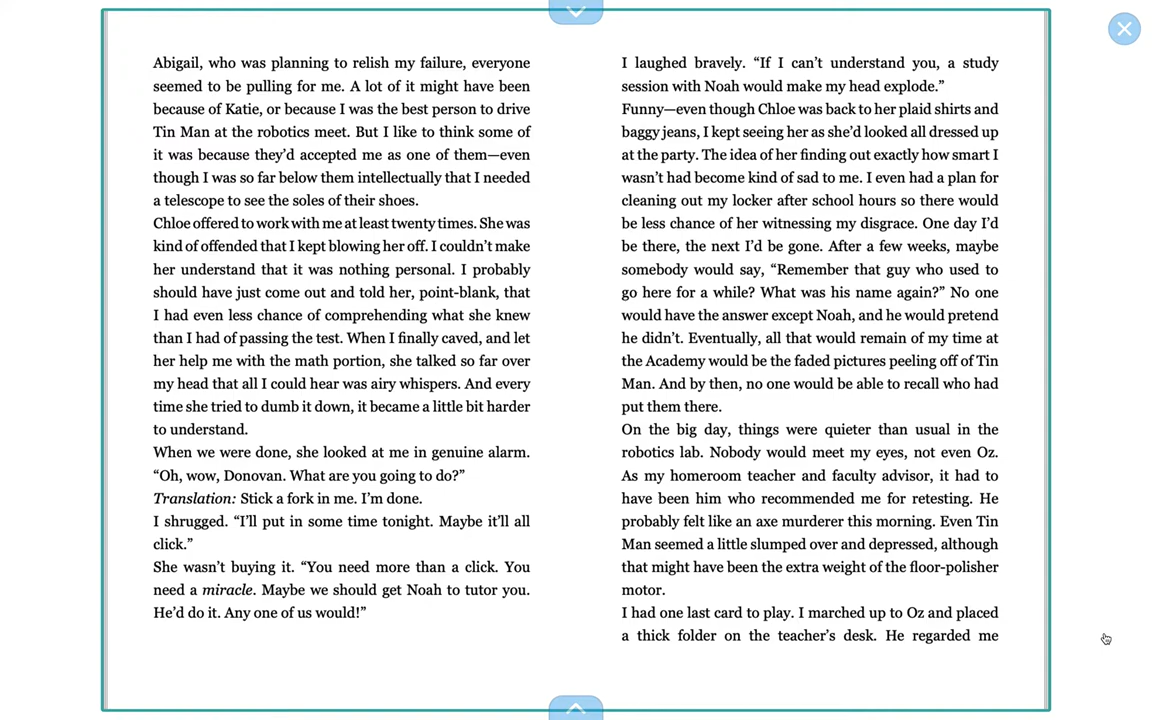 Abigail, who was planning to relish my failure, everyone
seemed to be pulling for me. A lot of it might have been
because of Katie, or because I was the best person to drive
Tin Man at the robotics meet. But I like to think some of
it was because they’d accepted me as one of them—even
though I was so far below them intellectually that I needed
a telescope to see the soles of their shoes.
Chloe offered to work with me at least twenty times. She was
kind of offended that I kept blowing her off. I couldn’t make
her understand that it was nothing personal. I probably
should have just come out and told her, point-blank, that
I had even less chance of comprehending what she knew
than I had of passing the test. When I finally caved, and let
her help me with the math portion, she talked so far over
my head that all I could hear was airy whispers. And every
time she tried to dumb it down, it became a little bit harder
to understand.
When we were done, she looked at me in genuine alarm.
“Oh, wow, Donovan. What are you going to do?”
Translation: Stick a fork in me. I’m done.
I shrugged. “I’ll put in some time tonight. Maybe it’ll all
click.”
She wasn’t buying it. “You need more than a click. You
need a miracle. Maybe we should get Noah to tutor you.
He’d do it. Any one of us would!”
I laughed bravely. “If I can’t understand you, a study
session with Noah would make my head explode.”
Funny—even though Chloe was back to her plaid shirts and
baggy jeans, I kept seeing her as she’d looked all dressed up
at the party. The idea of her finding out exactly how smart I
wasn’t had become kind of sad to me. I even had a plan for
cleaning out my locker after school hours so there would
be less chance of her witnessing my disgrace. One day I’d
be there, the next I’d be gone. After a few weeks, maybe
somebody would say, “Remember that guy who used to
go here for a while? What was his name again?” No one
would have the answer except Noah, and he would pretend
he didn’t. Eventually, all that would remain of my time at
the Academy would be the faded pictures peeling off of Tin
Man. And by then, no one would be able to recall who had
put them there.
On the big day, things were quieter than usual in the
robotics lab. Nobody would meet my eyes, not even Oz.
As my homeroom teacher and faculty advisor, it had to
have been him who recommended me for retesting. He
probably felt like an axe murderer this morning. Even Tin
Man seemed a little slumped over and depressed, although
that might have been the extra weight of the floor-polisher
motor.
I had one last card to play. I marched up to Oz and placed
a thick folder on the teacher’s desk. He regarded me